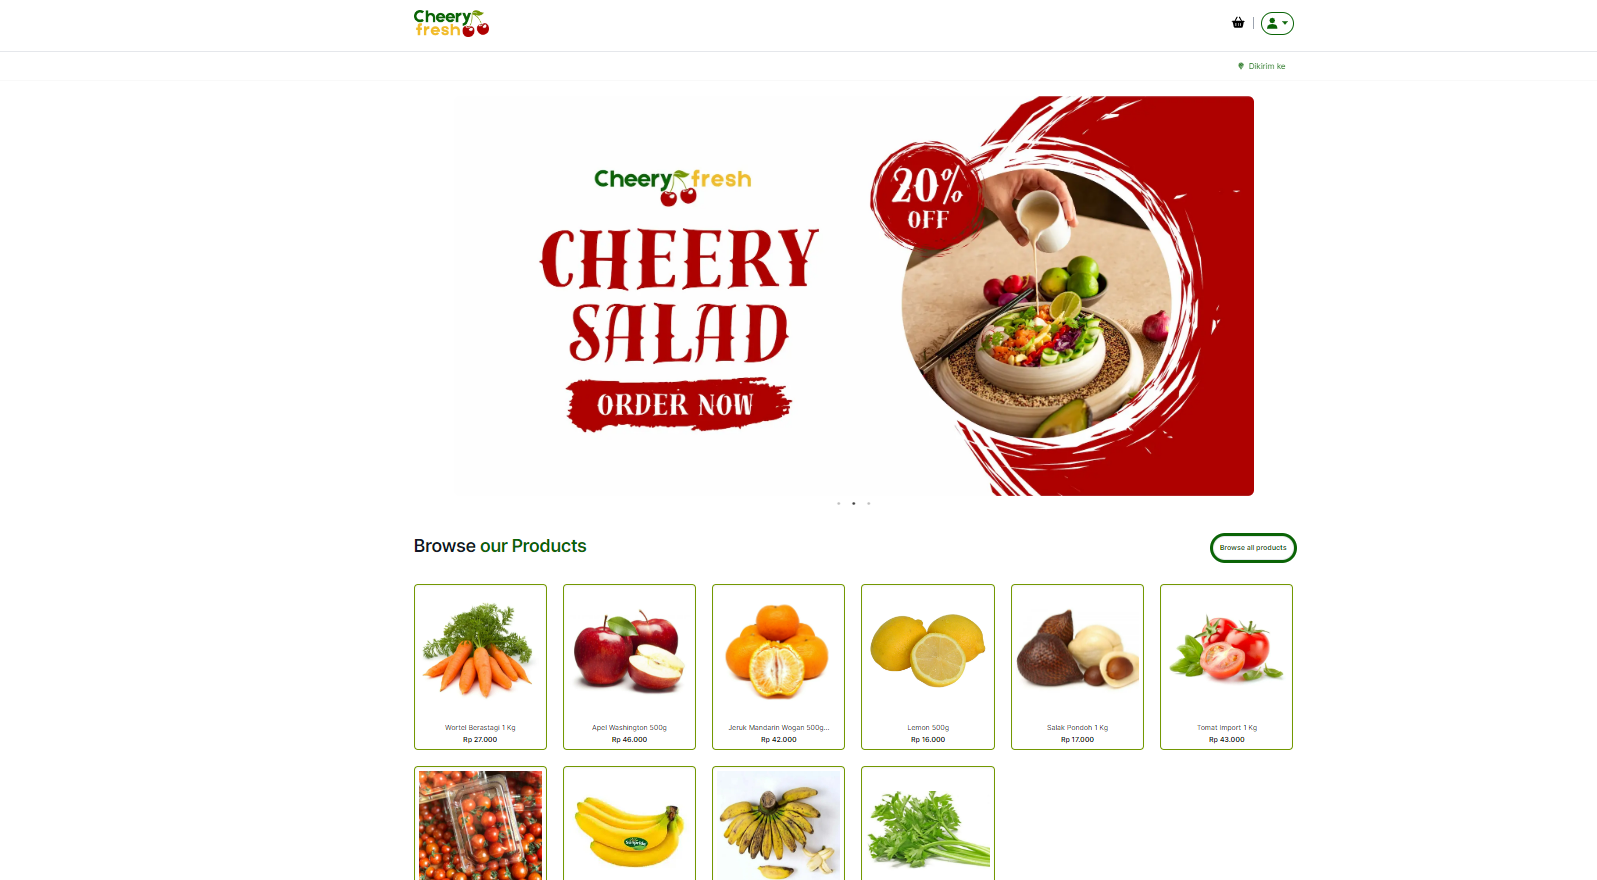 Cheery
fresh
Dikirim ke
Cheery fresh
CHEERY
SALAD
ORDER NOW
20%
OFF
Browse our Products
Browse all products
Wortel Berastagi 1 Kg
Rp 27.000
Apel Washington 500g
Rp 46.000
Jeruk Mandarin Wogan 500g...
Rp 42.000
Lemon 500g
Rp 16.000
Salak Pondoh 1 Kg
Rp 17.000
Tomat Import 1 Kg
Rp 43.000
Sunpride